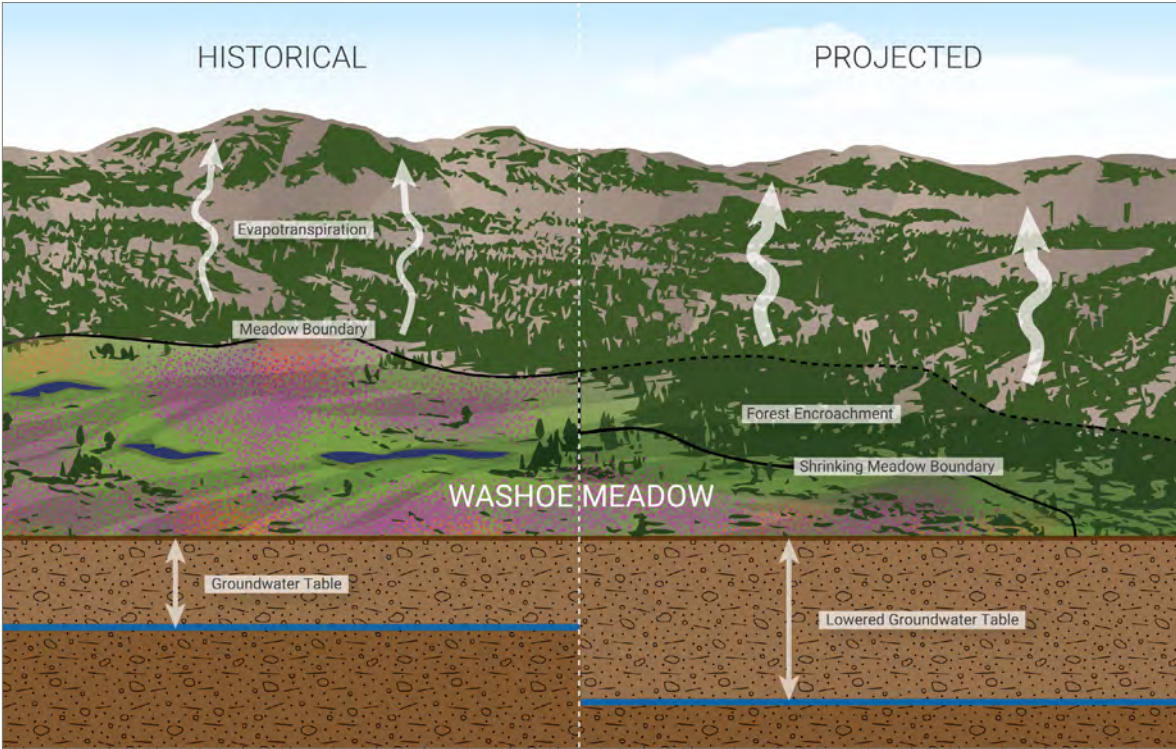 HISTORICAL
PROJECTED
Evapotranspiration
Meadow Boundary
Forest Encroachment
Shrinking Meadow Boundary
WASHOE MEADOW
Groundwater Table
Lowered Groundwater Table